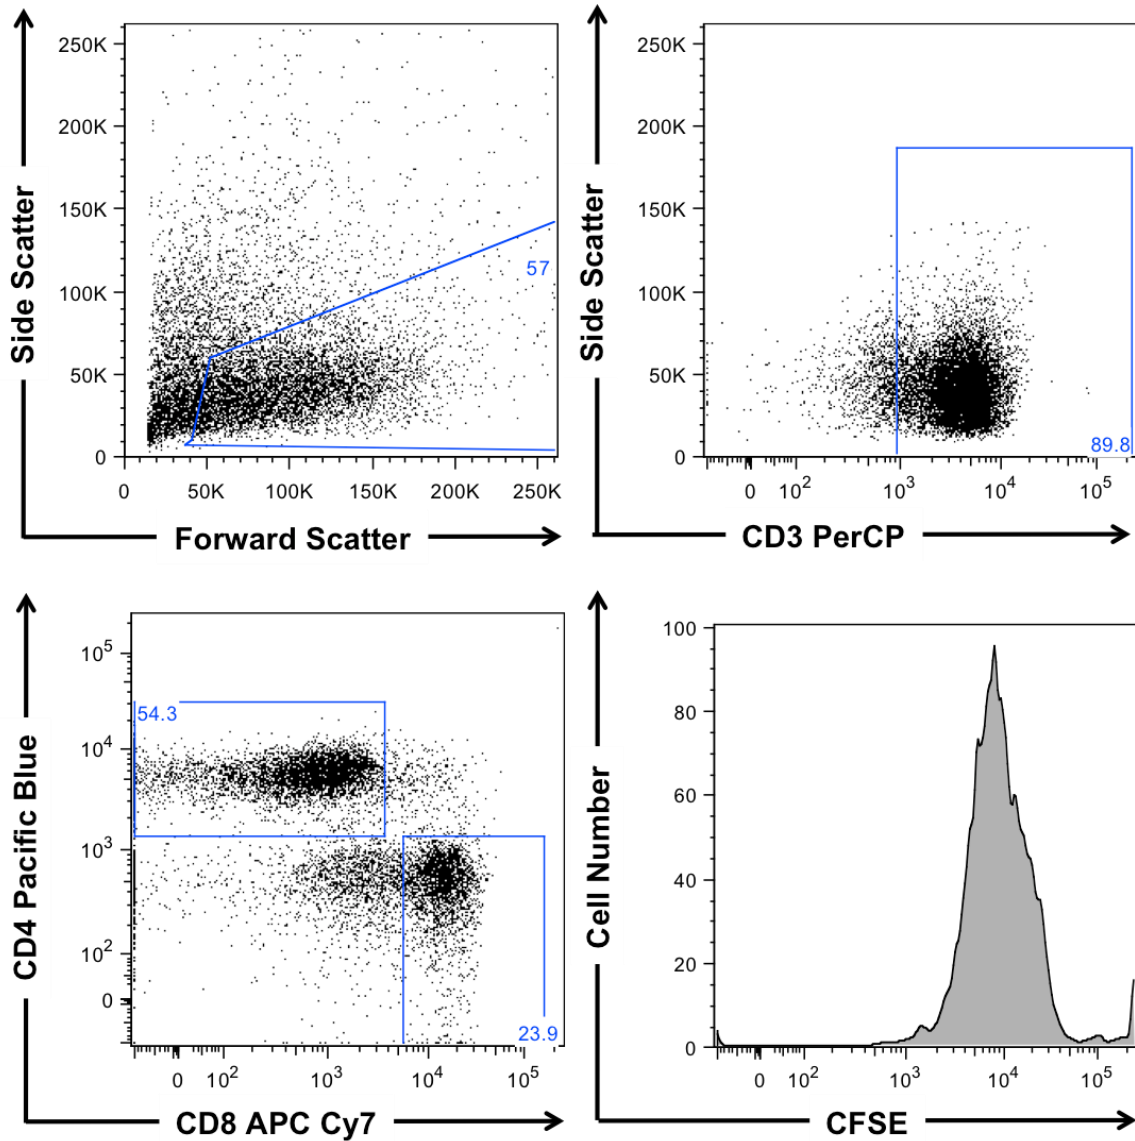 250K
200K
150K
100K
50K
0
57
0 50K 100K 150K 200K 250K
Side Scatter
Forward Scatter
250K
200K
150K
100K
50K
0
89.8
0 10² 10³ 10⁴ 10⁵
Side Scatter
CD3 PerCP
10⁵
10⁴
10³
10²
0
54.3
23.9
0 10² 10³ 10⁴ 10⁵
CD4 Pacific Blue
CD8 APC Cy7
100
80
60
40
20
0
0 10² 10³ 10⁴ 10⁵
Cell Number
CFSE